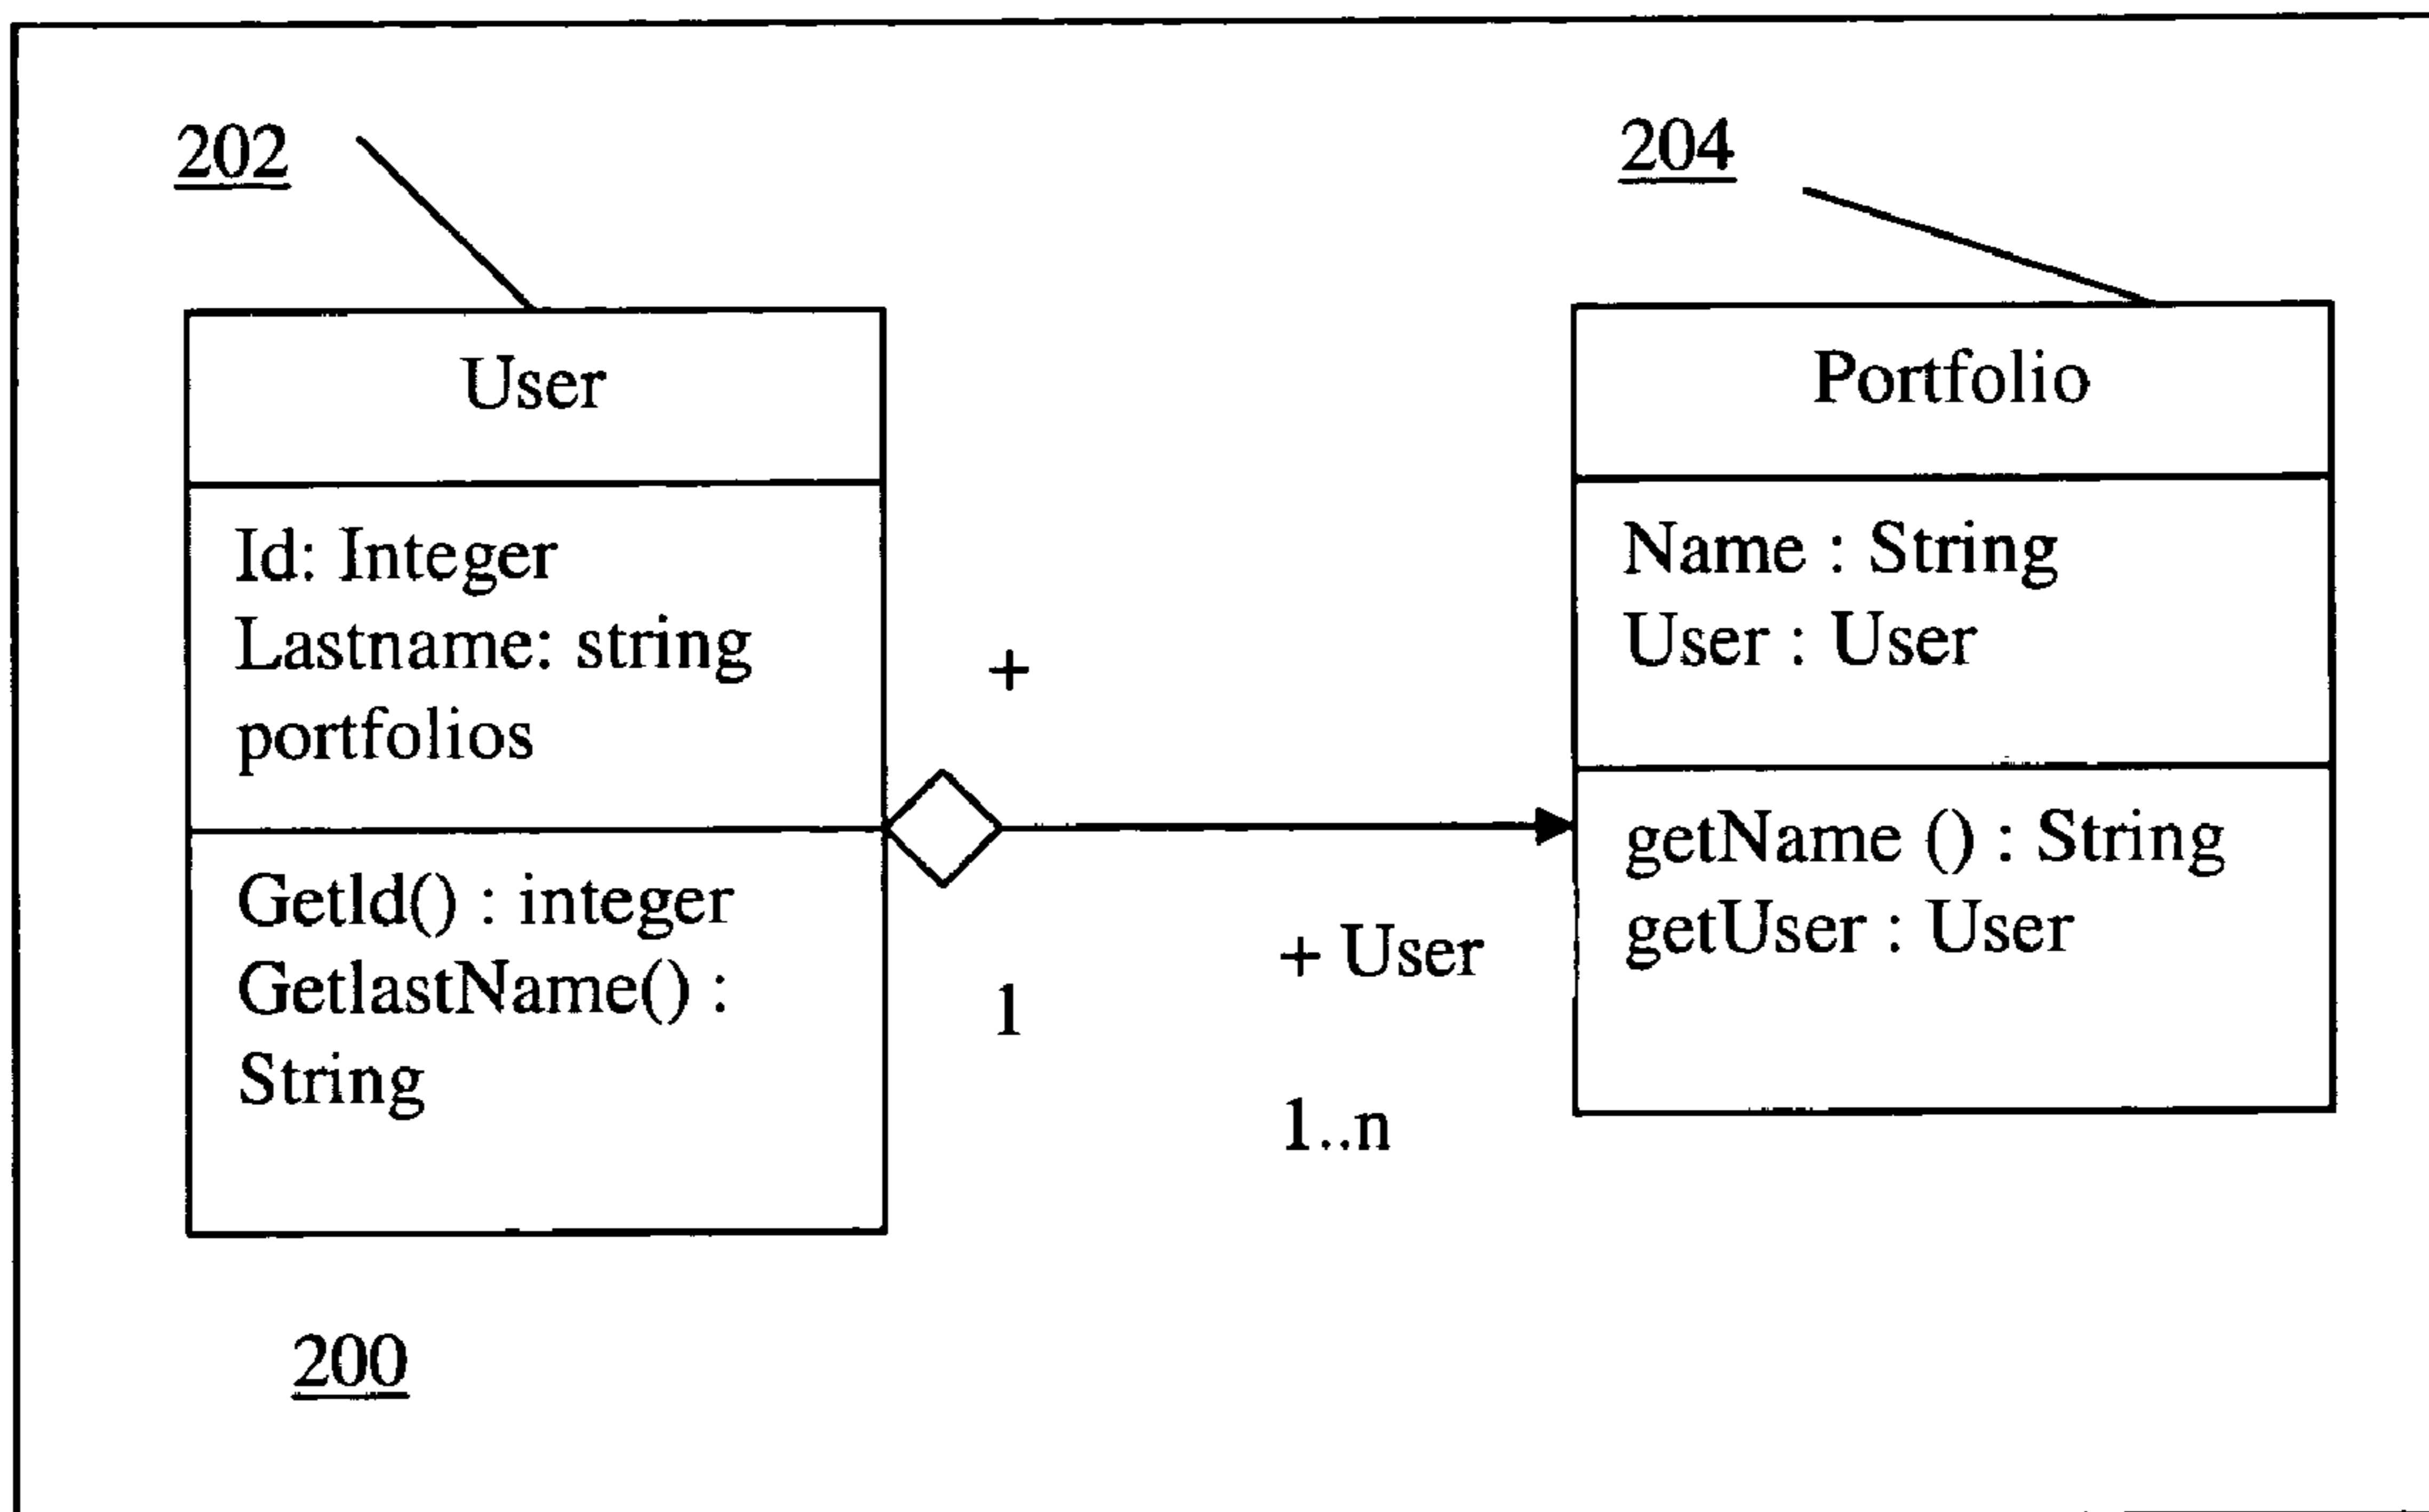 202
204
User
Portfolio
Id: Integer
Lastname: string
portfolios
Name : String
User : User
+
GetId() : integer
GetlastName() :
String
getName () : String
getUser : User
+ User
1
1..n
200